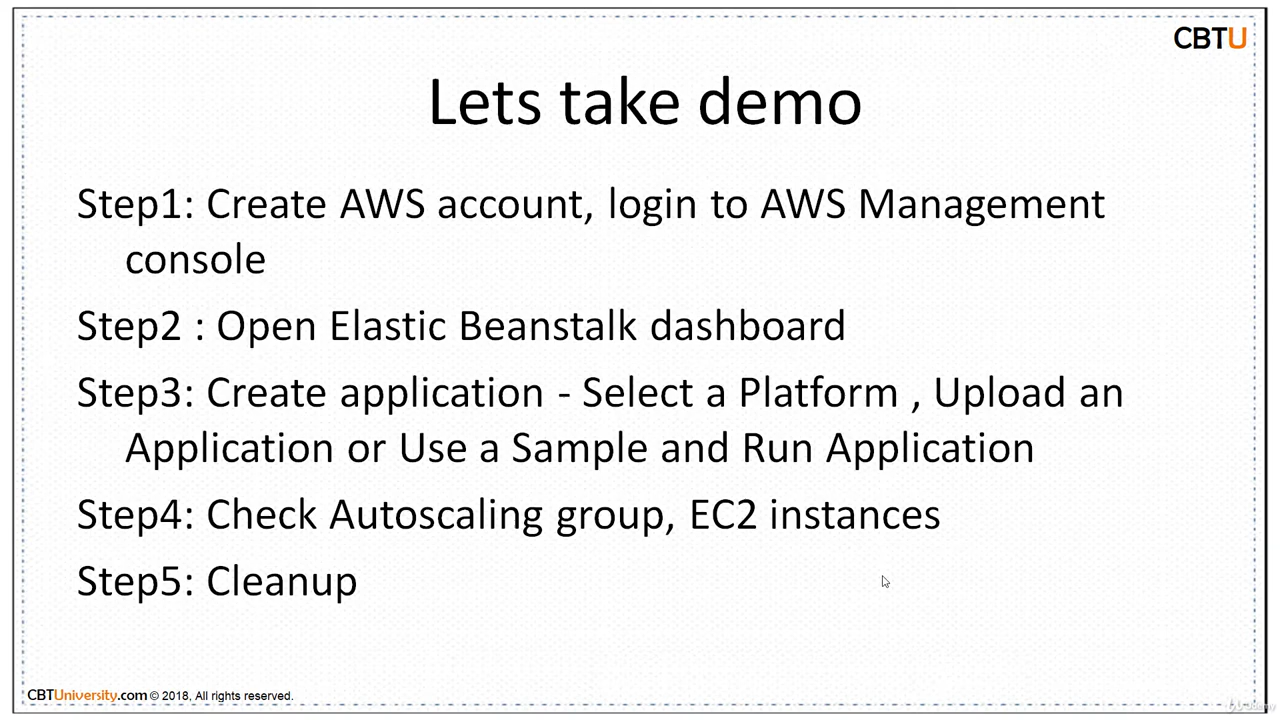 CBTU
Lets take demo
Step1: Create AWS account, login to AWS Management
console
Step2 : Open Elastic Beanstalk dashboard
Step3: Create application - Select a Platform , Upload an
Application or Use a Sample and Run Application
Step4: Check Autoscaling group, EC2 instances
Step5: Cleanup
CBTUniversity.com © 2018, All rights reserved.